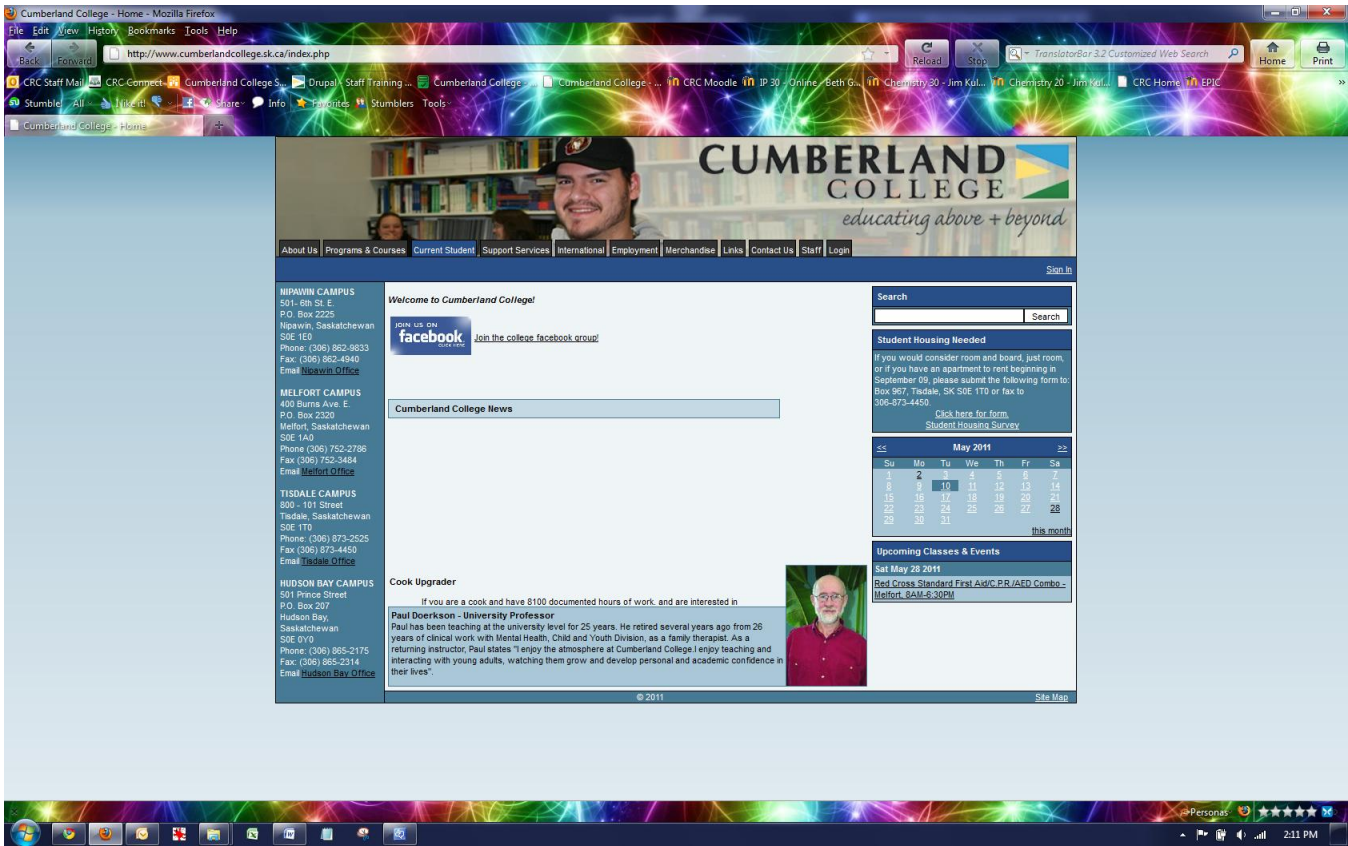 Cumberland College - Home - Mozilla Firefox
File Edit View History Bookmarks Tools Help
Back Forward http://www.cumberlandcollege.sk.ca/index.php Reload Stop TranslatorBar 3.2 Customized Web Search Home Print
CRC Staff Mail CRC-Connect Cumberland College S... Drupal - Staff Training ... Cumberland College - Cumberland College - ... CRC Moodle IP 30 - Online - Beth G... Chemistry 30 - Jim Kul... Chemistry 20 - Jim Kul... CRC Home EPIC »
Stumble! All I like it! Share Info Favorites Stumblers Tools
Cumberland College - Home
CUMBERLAND
COLLEGE
educating above + beyond
About Us Programs & Courses Current Student Support Services International Employment Merchandise Links Contact Us Staff Login
Sign In
NIPAWIN CAMPUS
501- 6th St. E.
P.O. Box 2225
Nipawin, Saskatchewan
S0E 1E0
Phone: (306) 862-9833
Fax: (306) 862-4940
Email Nipawin Office
MELFORT CAMPUS
400 Burns Ave. E.
P.O. Box 2320
Melfort, Saskatchewan
S0E 1A0
Phone (306) 752-2786
Fax (306) 752-3484
Email Melfort Office
TISDALE CAMPUS
800 - 101 Street
Tisdale, Saskatchewan
S0E 1T0
Phone: (306) 873-2525
Fax (306) 873-4450
Email Tisdale Office
HUDSON BAY CAMPUS
501 Prince Street
P.O. Box 207
Hudson Bay,
Saskatchewan
S0E 0Y0
Phone: (306) 865-2175
Fax: (306) 865-2314
Email Hudson Bay Office
Welcome to Cumberland College!
JOIN US ON
facebook
CLICK HERE
Join the college facebook group!
Cumberland College News
Cook Upgrader
If you are a cook and have 8100 documented hours of work, and are interested in
Paul Doerkson - University Professor
Paul has been teaching at the university level for 25 years. He retired several years ago from 26
years of clinical work with Mental Health, Child and Youth Division, as a family therapist. As a
returning instructor, Paul states "I enjoy the atmosphere at Cumberland College.I enjoy teaching and
interacting with young adults, watching them grow and develop personal and academic confidence in
their lives".
Search
Search
Student Housing Needed
If you would consider room and board, just room,
or if you have an apartment to rent beginning in
September 09, please submit the following form to:
Box 967, Tisdale, SK S0E 1T0 or fax to
306-873-4450.
Click here for form.
Student Housing Survey
<< May 2011 >>
Su Mo Tu We Th Fr Sa
1 2 3 4 5 6 7
8 9 10 11 12 13 14
15 16 17 18 19 20 21
22 23 24 25 26 27 28
29 30 31
this month
Upcoming Classes & Events
Sat May 28 2011
Red Cross Standard First Aid/C.P.R./AED Combo -
Melfort, 8AM-6:30PM
© 2011 Site Map
Personas
2:11 PM